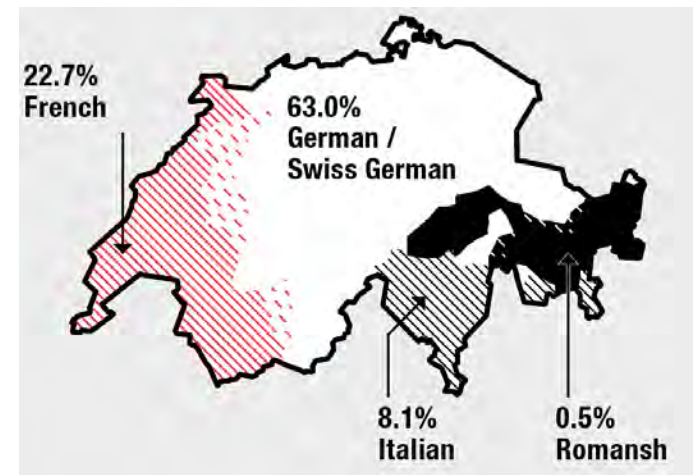 22.7%
French
63.0%
German /
Swiss German
8.1%
Italian
0.5%
Romansh